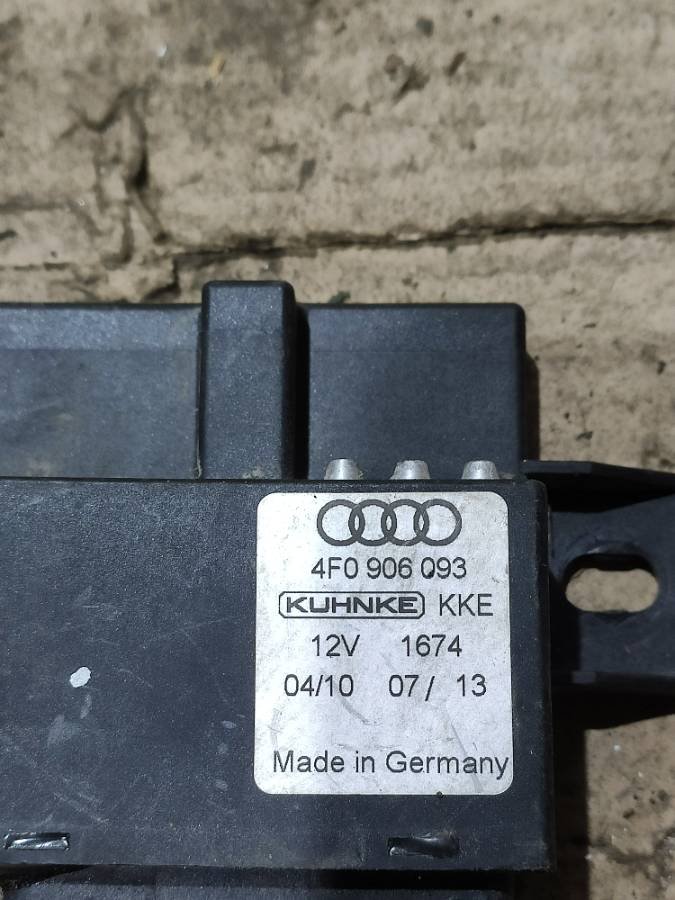 4F0 906 093
KUHNKE KKE
12V 1674
04/10 07/ 13
Made in Germany